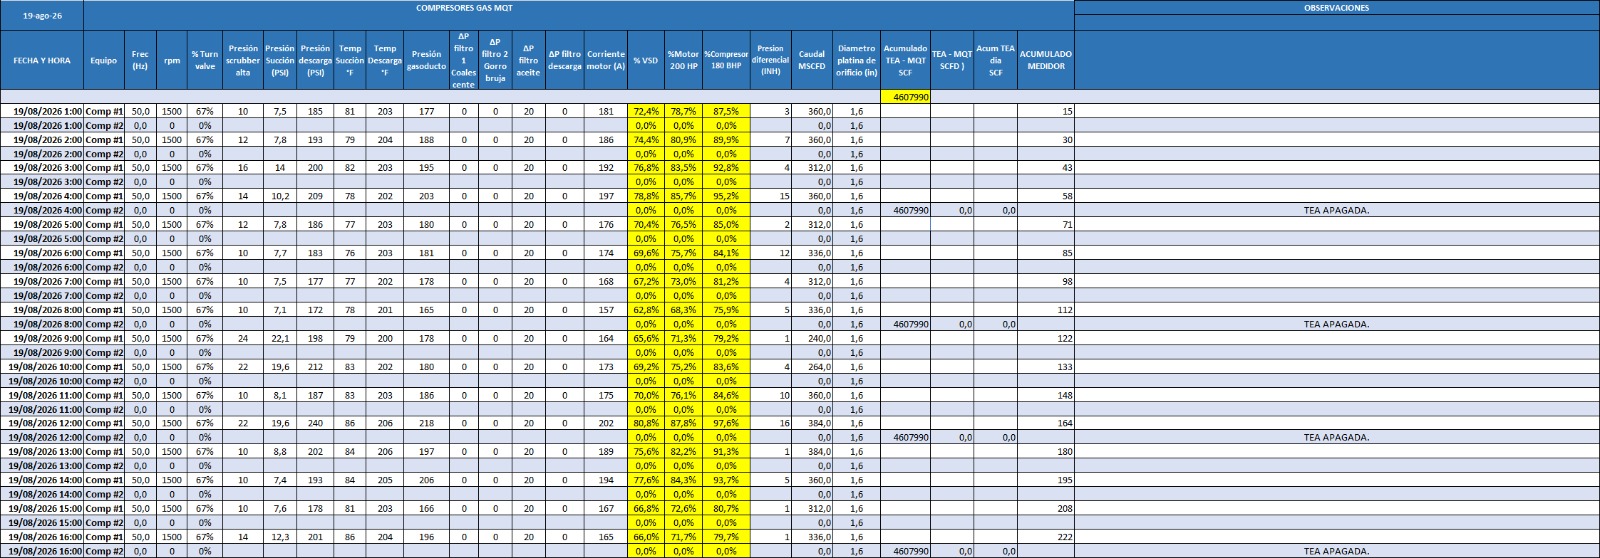 19-ago-26 COMPRESORES GAS MQT OBSERVACIONES
FECHA Y HORA Equipo Frec (Hz) rpm % Turn valve Presión scrubber alta Presión Succión (PSI) Presión descarga (PSI) Temp Succión °F Temp Descarga °F Presión gasoducto ΔP filtro 1 Coalescente ΔP filtro 2 Gorro bruja ΔP filtro aceite ΔP filtro descarga Corriente motor (A) % VSD %Motor 200 HP %Compresor 180 BHP Presion diferencial (INH) Caudal MSCFD Diametro platina de orificio (in) Acumulado TEA - MQT SCF TEA - MQT SCFD ) Acum TEA dia SCF ACUMULADO MEDIDOR
4607990
19/08/2026 1:00 Comp #1 50,0 1500 67% 10 7,5 185 81 203 177 0 0 20 0 181 72,4% 78,7% 87,5% 3 360,0 1,6 15
19/08/2026 1:00 Comp #2 0,0 0 0% 0,0% 0,0% 0,0% 0,0 1,6
19/08/2026 2:00 Comp #1 50,0 1500 67% 12 7,8 193 79 204 188 0 0 20 0 186 74,4% 80,9% 89,9% 7 360,0 1,6 30
19/08/2026 2:00 Comp #2 0,0 0 0% 0,0% 0,0% 0,0% 0,0 1,6
19/08/2026 3:00 Comp #1 50,0 1500 67% 16 14 200 82 203 195 0 0 20 0 192 76,8% 83,5% 92,8% 4 312,0 1,6 43
19/08/2026 3:00 Comp #2 0,0 0 0% 0,0% 0,0% 0,0% 0,0 1,6
19/08/2026 4:00 Comp #1 50,0 1500 67% 14 10,2 209 78 202 203 0 0 20 0 197 78,8% 85,7% 95,2% 15 360,0 1,6 58
19/08/2026 4:00 Comp #2 0,0 0 0% 0,0% 0,0% 0,0% 0,0 1,6 4607990 0,0 0,0 TEA APAGADA.
19/08/2026 5:00 Comp #1 50,0 1500 67% 12 7,8 186 77 203 180 0 0 20 0 176 70,4% 76,5% 85,0% 2 312,0 1,6 71
19/08/2026 5:00 Comp #2 0,0 0 0% 0,0% 0,0% 0,0% 0,0 1,6
19/08/2026 6:00 Comp #1 50,0 1500 67% 10 7,7 183 76 203 181 0 0 20 0 174 69,6% 75,7% 84,1% 12 336,0 1,6 85
19/08/2026 6:00 Comp #2 0,0 0 0% 0,0% 0,0% 0,0% 0,0 1,6
19/08/2026 7:00 Comp #1 50,0 1500 67% 10 7,5 177 77 202 178 0 0 20 0 168 67,2% 73,0% 81,2% 4 312,0 1,6 98
19/08/2026 7:00 Comp #2 0,0 0 0% 0,0% 0,0% 0,0% 0,0 1,6
19/08/2026 8:00 Comp #1 50,0 1500 67% 10 7,1 172 78 201 165 0 0 20 0 157 62,8% 68,3% 75,9% 5 336,0 1,6 112
19/08/2026 8:00 Comp #2 0,0 0 0% 0,0% 0,0% 0,0% 0,0 1,6 4607990 0,0 0,0 TEA APAGADA.
19/08/2026 9:00 Comp #1 50,0 1500 67% 24 22,1 198 79 200 178 0 0 20 0 164 65,6% 71,3% 79,2% 1 240,0 1,6 122
19/08/2026 9:00 Comp #2 0,0 0 0% 0,0% 0,0% 0,0% 0,0 1,6
19/08/2026 10:00 Comp #1 50,0 1500 67% 22 19,6 212 83 202 180 0 0 20 0 173 69,2% 75,2% 83,6% 4 264,0 1,6 133
19/08/2026 10:00 Comp #2 0,0 0 0% 0,0% 0,0% 0,0% 0,0 1,6
19/08/2026 11:00 Comp #1 50,0 1500 67% 10 8,1 187 83 203 186 0 0 20 0 175 70,0% 76,1% 84,6% 10 360,0 1,6 148
19/08/2026 11:00 Comp #2 0,0 0 0% 0,0% 0,0% 0,0% 0,0 1,6
19/08/2026 12:00 Comp #1 50,0 1500 67% 22 19,6 240 86 206 218 0 0 20 0 202 80,8% 87,8% 97,6% 16 384,0 1,6 164
19/08/2026 12:00 Comp #2 0,0 0 0% 0,0% 0,0% 0,0% 0,0 1,6 4607990 0,0 0,0 TEA APAGADA.
19/08/2026 13:00 Comp #1 50,0 1500 67% 10 8,8 202 84 206 197 0 0 20 0 189 75,6% 82,2% 91,3% 1 384,0 1,6 180
19/08/2026 13:00 Comp #2 0,0 0 0% 0,0% 0,0% 0,0% 0,0 1,6
19/08/2026 14:00 Comp #1 50,0 1500 67% 10 7,4 193 84 205 206 0 0 20 0 194 77,6% 84,3% 93,7% 5 360,0 1,6 195
19/08/2026 14:00 Comp #2 0,0 0 0% 0,0% 0,0% 0,0% 0,0 1,6
19/08/2026 15:00 Comp #1 50,0 1500 67% 10 7,6 178 81 203 166 0 0 20 0 167 66,8% 72,6% 80,7% 1 312,0 1,6 208
19/08/2026 15:00 Comp #2 0,0 0 0% 0,0% 0,0% 0,0% 0,0 1,6
19/08/2026 16:00 Comp #1 50,0 1500 67% 14 12,3 201 86 204 196 0 0 20 0 165 66,0% 71,7% 79,7% 1 336,0 1,6 222
19/08/2026 16:00 Comp #2 0,0 0 0% 0,0% 0,0% 0,0% 0,0 1,6 4607990 0,0 0,0 TEA APAGADA.